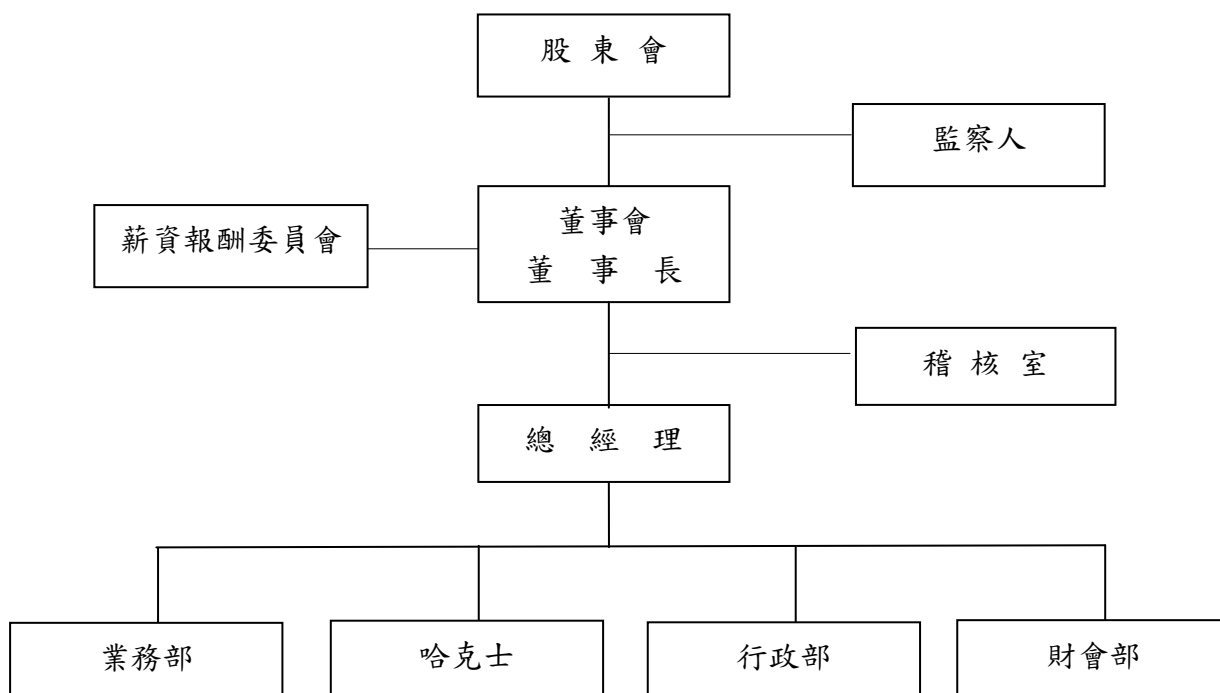 股東會
監察人
董事會
董事長
薪資報酬委員會
稽核室
總經理
業務部
哈克士
行政部
財會部